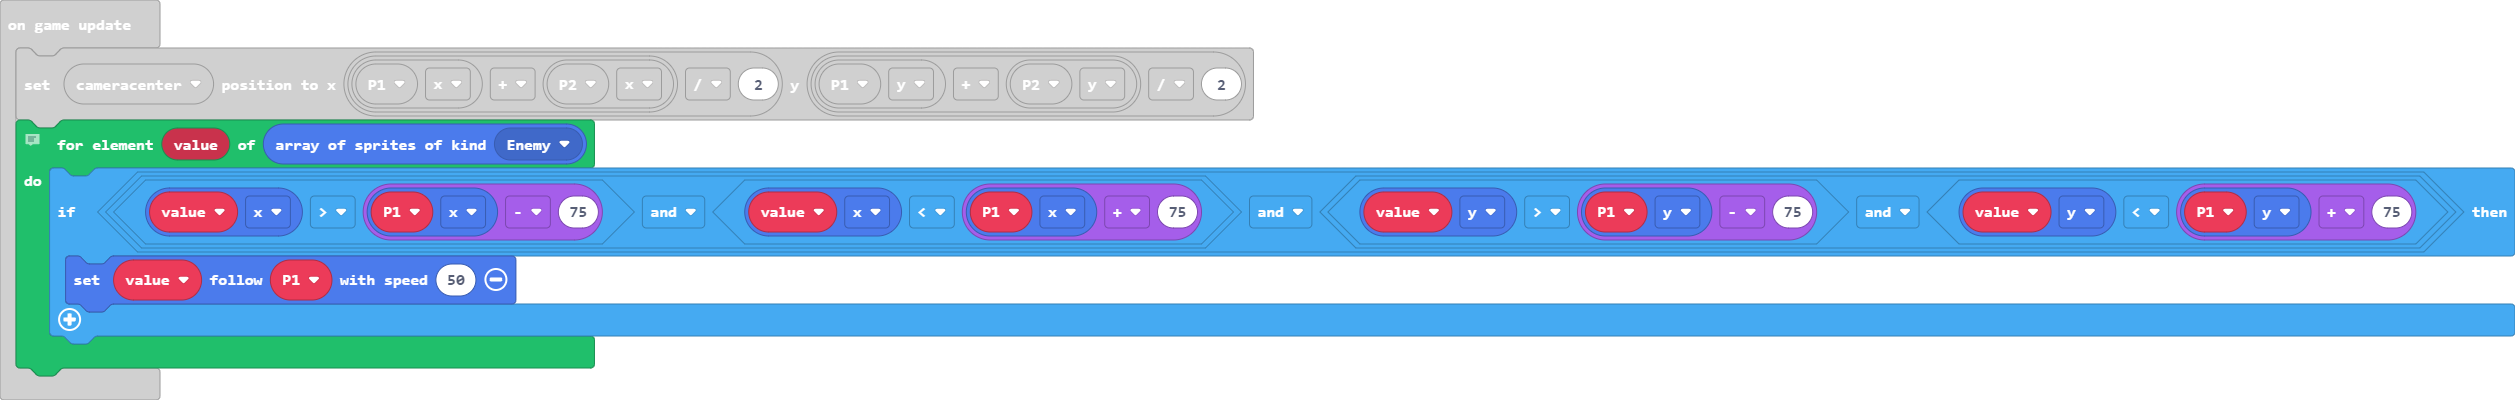 on game update
set cameracenter position to x P1 x + P2 x / 2 y P1 y + P2 y / 2
for element value of array of sprites of kind Enemy
do
if value x > P1 x - 75 and value x < P1 x + 75 and value y > P1 y - 75 and value y < P1 y + 75 then
set value follow P1 with speed 50